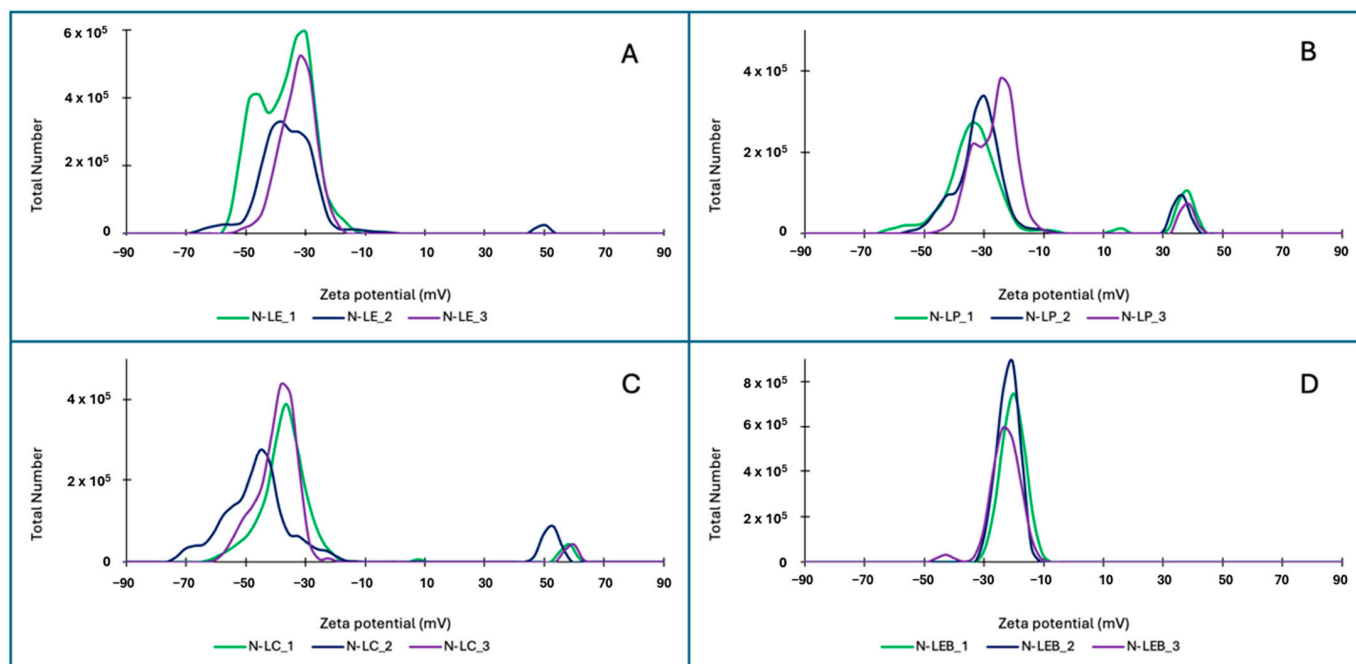 A
6 x 10⁵
4 x 10⁵
2 x 10⁵
0
Total Number
−90 −70 −50 −30 −10 10 30 50 70 90
Zeta potential (mV)
N-LE_1 N-LE_2 N-LE_3
B
4 x 10⁵
2 x 10⁵
0
Total Number
−90 −70 −50 −30 −10 10 30 50 70 90
Zeta potential (mV)
N-LP_1 N-LP_2 N-LP_3
C
4 x 10⁵
2 x 10⁵
0
Total Number
−90 −70 −50 −30 −10 10 30 50 70 90
Zeta potential (mV)
N-LC_1 N-LC_2 N-LC_3
D
8 x 10⁵
6 x 10⁵
4 x 10⁵
2 x 10⁵
0
Total Number
−90 −70 −50 −30 −10 10 30 50 70 90
Zeta potential (mV)
N-LEB_1 N-LEB_2 N-LEB_3